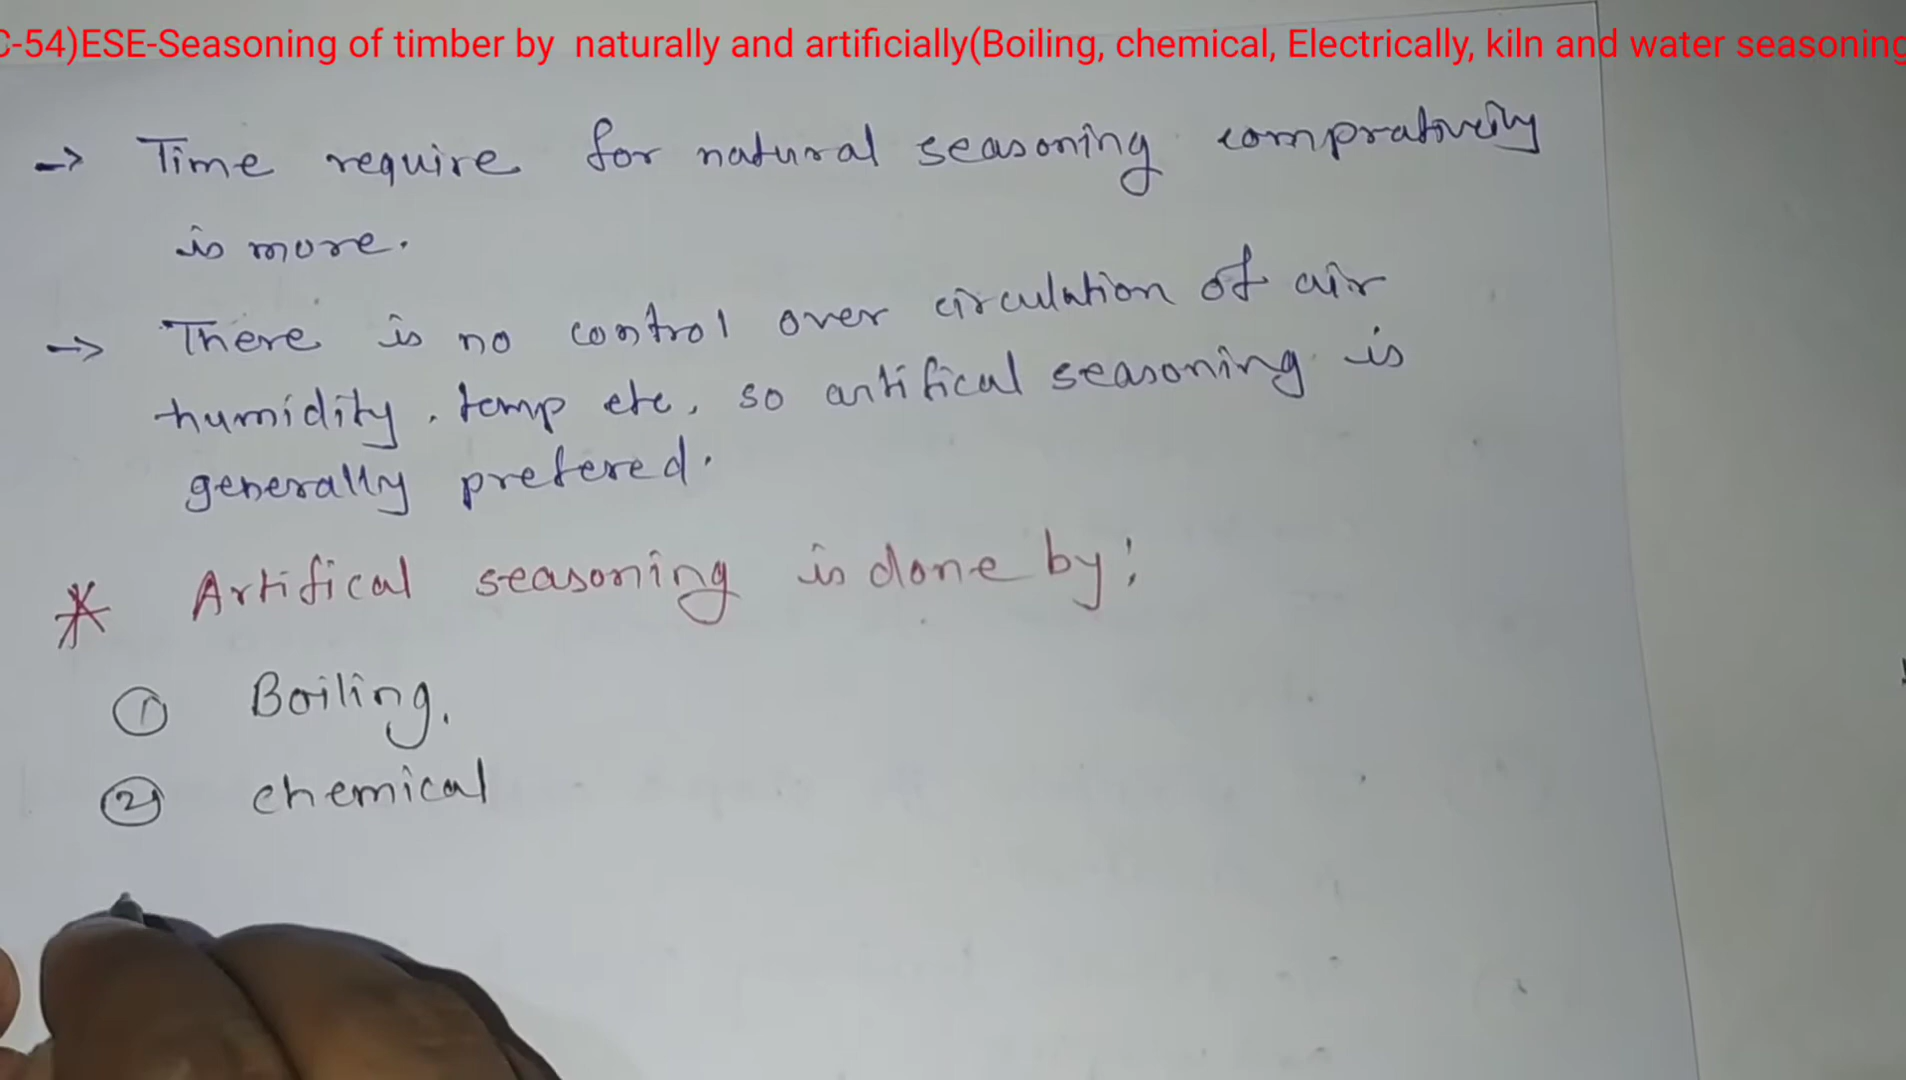 C-54)ESE-Seasoning of timber by naturally and artificially(Boiling, chemical, Electrically, kiln and water seasoning
→ Time require for natural seasoning comprativelly
is more.
→ There is no control over circulation of air
humidity, temp etc, so artifical seasoning is
generally prefered.
* Artifical seasoning is done by:
① Boiling.
② chemical